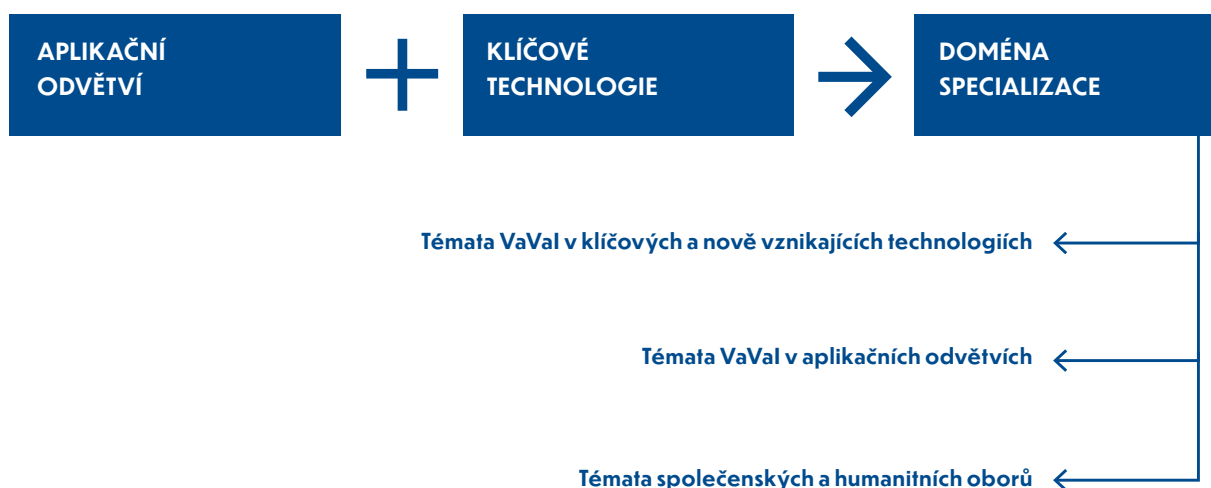 APLIKAČNÍ
ODVĚTVÍ
KLÍČOVÉ
TECHNOLOGIE
DOMÉNA
SPECIALIZACE
Témata VaVaI v klíčových a nově vznikajících technologiích
Témata VaVaI v aplikačních odvětvích
Témata společenských a humanitních oborů